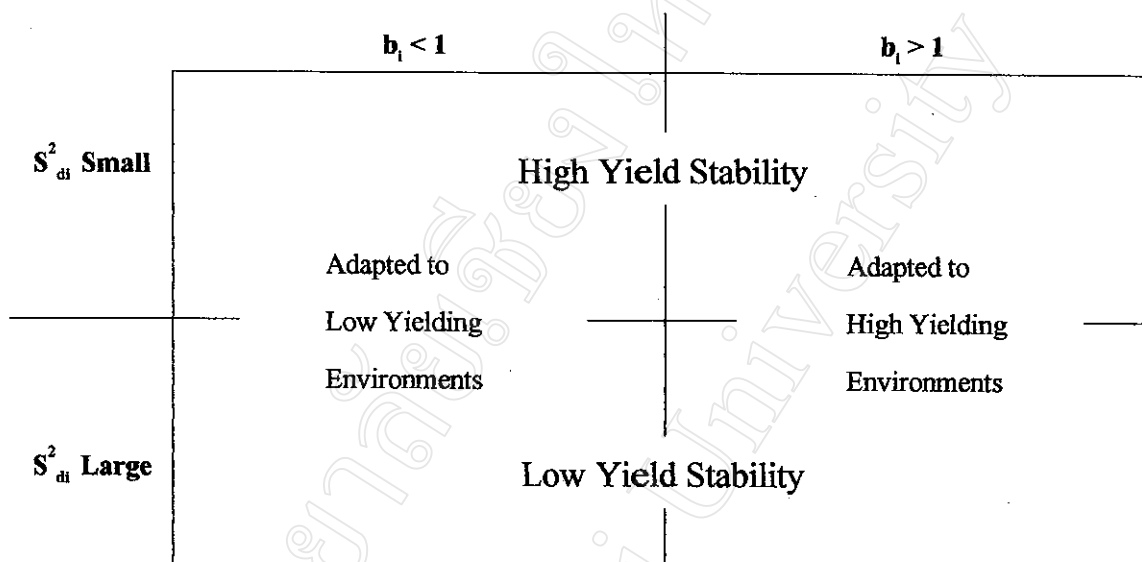 bᵢ < 1
bᵢ > 1
S²di Small
High Yield Stability
Adapted to
Low Yielding
Environments
Adapted to
High Yielding
Environments
S²di Large
Low Yield Stability
University